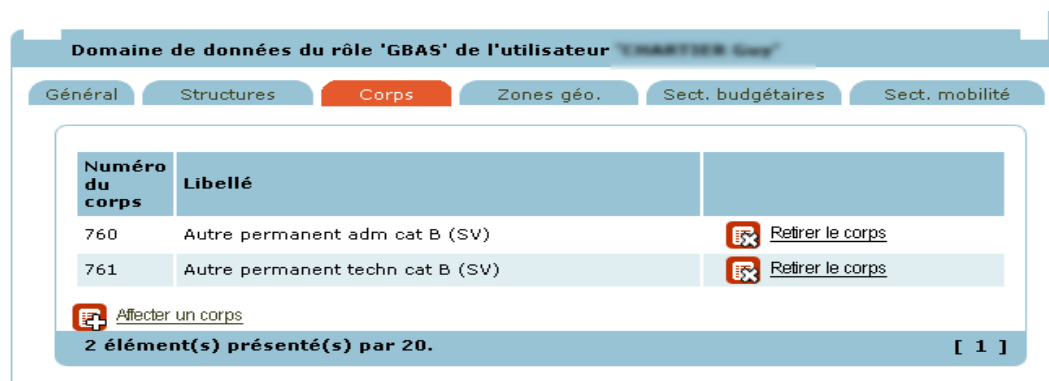 Domaine de données du rôle 'GBAS' de l'utilisateur
Général Structures Corps Zones géo. Sect. budgétaires Sect. mobilité
Numéro du corps Libellé
760 Autre permanent adm cat B (SV) Retirer le corps
761 Autre permanent techn cat B (SV) Retirer le corps
Affecter un corps
2 élément(s) présenté(s) par 20. [ 1 ]